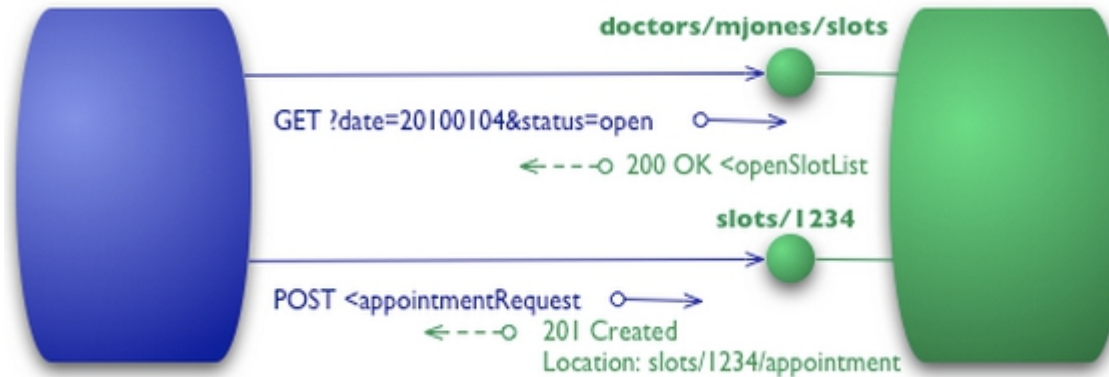 doctors/mjones/slots
GET ?date=20100104&status=open
200 OK <openSlotList
slots/1234
POST <appointmentRequest
201 Created
Location: slots/1234/appointment